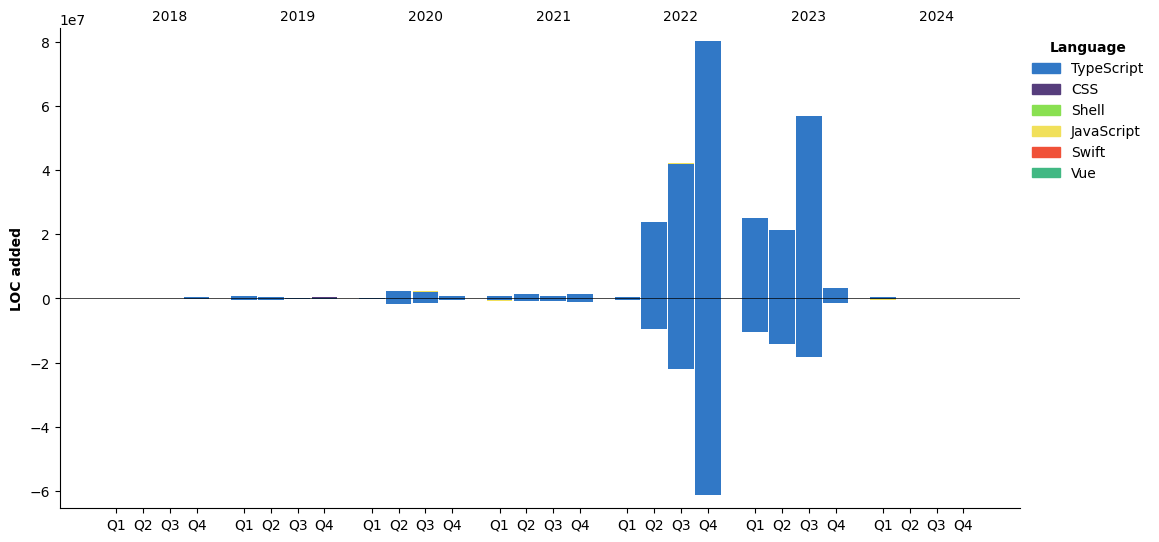 2018 2019 2020 2021 2022 2023 2024
1e7
8
6
4
2
0
−2
−4
−6
LOC added
Q1 Q2 Q3 Q4 Q1 Q2 Q3 Q4 Q1 Q2 Q3 Q4 Q1 Q2 Q3 Q4 Q1 Q2 Q3 Q4 Q1 Q2 Q3 Q4 Q1 Q2 Q3 Q4
Language
TypeScript
CSS
Shell
JavaScript
Swift
Vue